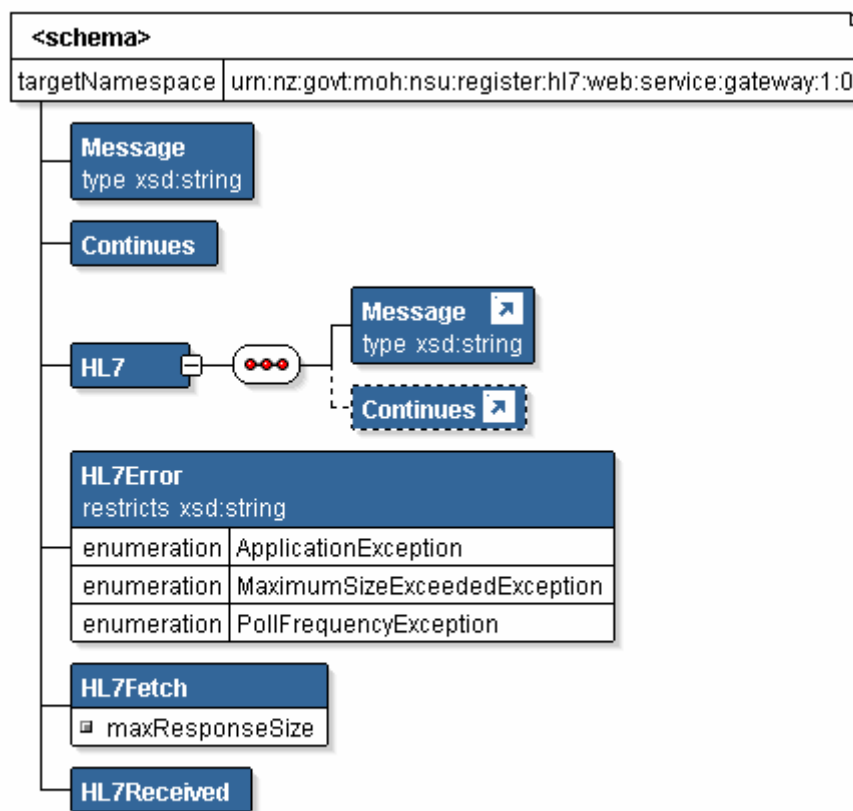 <schema>
targetNamespace urn:nz:govt:moh:nsu:register:hl7:web:service:gateway:1:0
Message
type xsd:string
Continues
Message
type xsd:string
HL7
Continues
HL7Error
restricts xsd:string
enumeration ApplicationException
enumeration MaximumSizeExceededException
enumeration PollFrequencyException
HL7Fetch
maxResponseSize
HL7Received